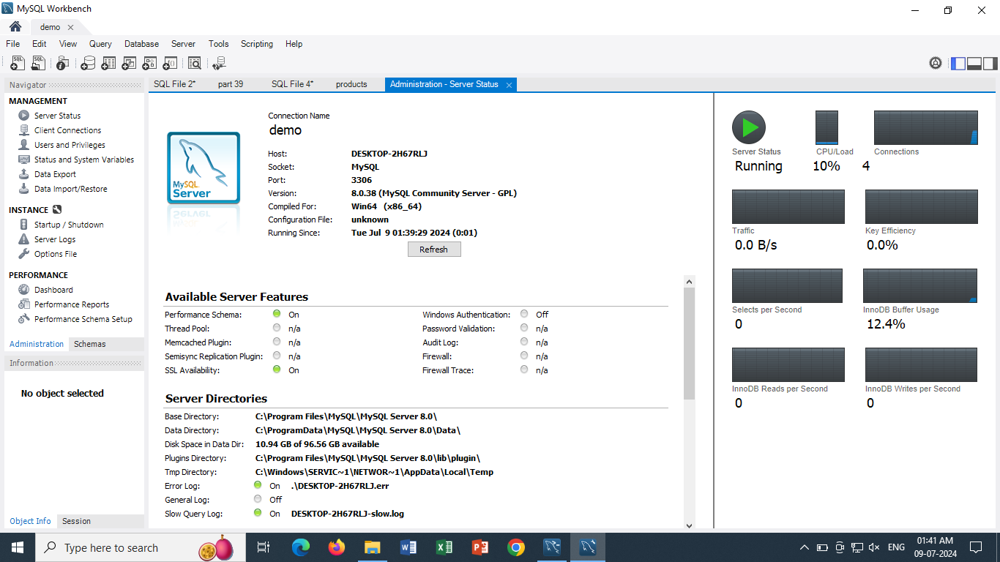 MySQL Workbench
demo
File Edit View Query Database Server Tools Scripting Help
Navigator
MANAGEMENT
Server Status
Client Connections
Users and Privileges
Status and System Variables
Data Export
Data Import/Restore
INSTANCE
Startup / Shutdown
Server Logs
Options File
PERFORMANCE
Dashboard
Performance Reports
Performance Schema Setup
Administration Schemas
Information
No object selected
Object Info Session
SQL File 2* part 39 SQL File 4* products Administration - Server Status
MySQL
Server
Connection Name
demo
Host: DESKTOP-2H67RLJ
Socket: MySQL
Port: 3306
Version: 8.0.38 (MySQL Community Server - GPL)
Compiled For: Win64 (x86_64)
Configuration File: unknown
Running Since: Tue Jul 9 01:39:29 2024 (0:01)
Refresh
Available Server Features
Performance Schema: On Windows Authentication: Off
Thread Pool: n/a Password Validation: n/a
Memcached Plugin: n/a Audit Log: n/a
Semisync Replication Plugin: n/a Firewall: n/a
SSL Availability: On Firewall Trace: n/a
Server Directories
Base Directory: C:\Program Files\MySQL\MySQL Server 8.0\
Data Directory: C:\ProgramData\MySQL\MySQL Server 8.0\Data\
Disk Space in Data Dir: 10.94 GB of 96.56 GB available
Plugins Directory: C:\Program Files\MySQL\MySQL Server 8.0\lib\plugin\
Tmp Directory: C:\Windows\SERVIC~1\NETWOR~1\AppData\Local\Temp
Error Log: On .\DESKTOP-2H67RLJ.err
General Log: Off
Slow Query Log: On DESKTOP-2H67RLJ-slow.log
Server Status CPU/Load Connections
Running 10% 4
Traffic Key Efficiency
0.0 B/s 0.0%
Selects per Second InnoDB Buffer Usage
0 12.4%
InnoDB Reads per Second InnoDB Writes per Second
0 0
Type here to search
ENG
01:41 AM
09-07-2024